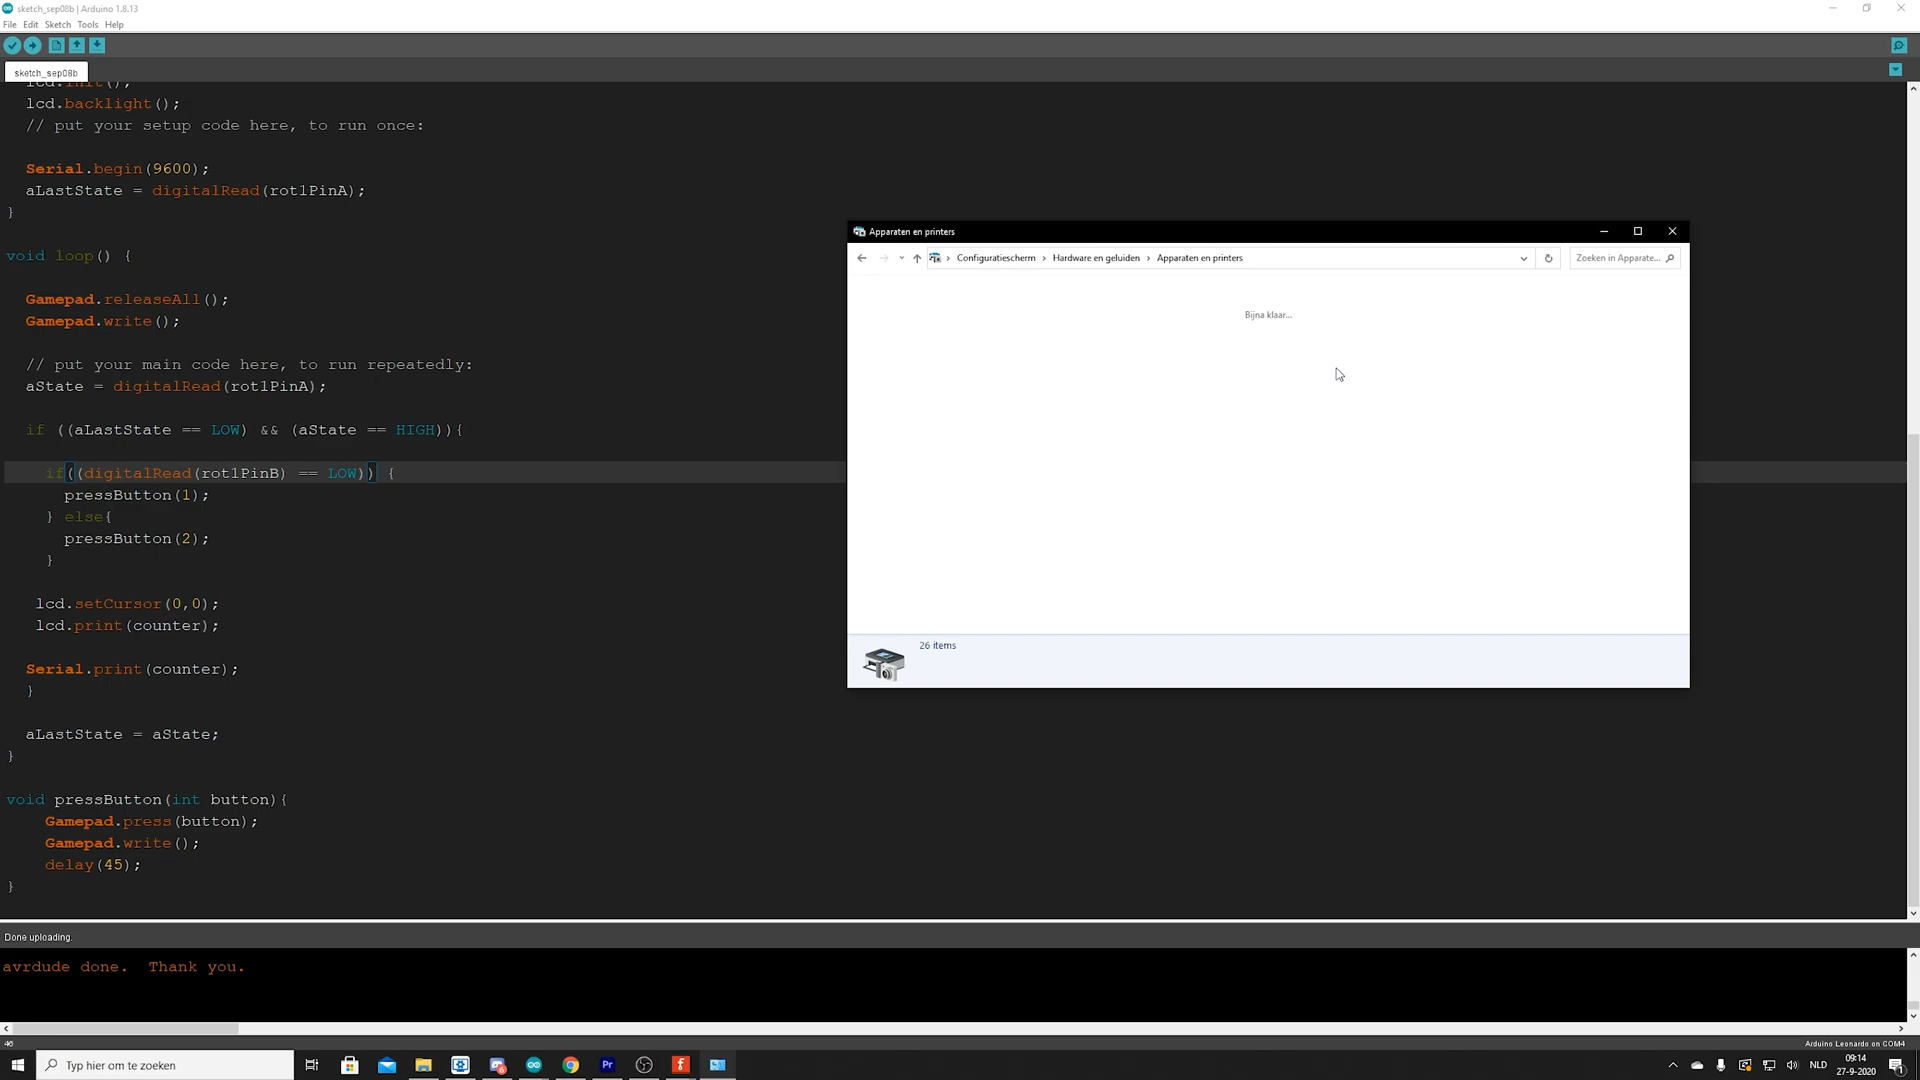 sketch_sep08b | Arduino 1.8.13
File Edit Sketch Tools Help
sketch_sep08b
lcd.init();
lcd.backlight();
// put your setup code here, to run once:
Serial.begin(9600);
aLastState = digitalRead(rot1PinA);
}
void loop() {
Gamepad.releaseAll();
Gamepad.write();
// put your main code here, to run repeatedly:
aState = digitalRead(rot1PinA);
if ((aLastState == LOW) && (aState == HIGH)){
if((digitalRead(rot1PinB) == LOW)) {
pressButton(1);
} else{
pressButton(2);
}
lcd.setCursor(0,0);
lcd.print(counter);
Serial.print(counter);
}
aLastState = aState;
}
void pressButton(int button){
Gamepad.press(button);
Gamepad.write();
delay(45);
}
Apparaten en printers
Configuratiescherm › Hardware en geluiden › Apparaten en printers
Zoeken in Apparate...
Bijna klaar...
26 items
Done uploading.
avrdude done.  Thank you.
46
Arduino Leonardo on COM4
Typ hier om te zoeken
Pr
f
NLD
09:14
27-9-2020
1